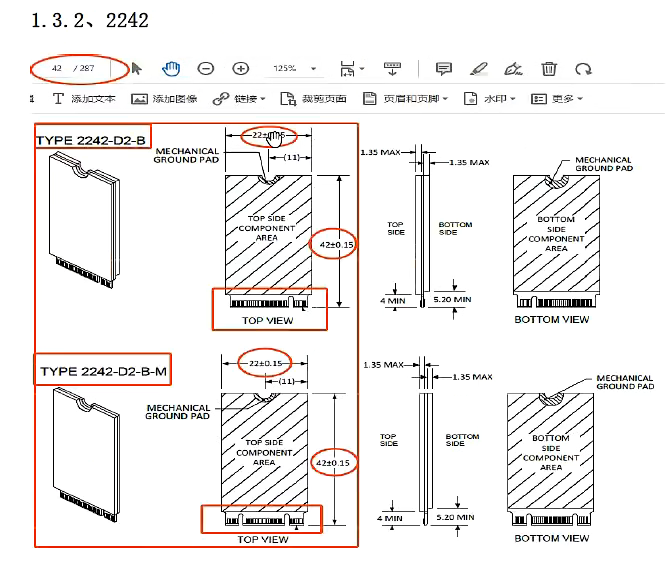 1.3.2、2242
42 / 287 125%
添加文本 添加图像 链接 裁剪页面 页眉和页脚 水印 更多
TYPE 2242-D2-B
MECHANICAL
GROUND PAD
(11)
TOP SIDE
COMPONENT
AREA
42±0.15
TOP VIEW
1.35 MAX
1.35 MAX
TOP
SIDE
BOTTOM
SIDE
4 MIN
5.20 MIN
MECHANICAL
GROUND PAD
BOTTOM
SIDE
COMPONENT
AREA
BOTTOM VIEW
TYPE 2242-D2-B-M
22±0.15
(11)
MECHANICAL
GROUND PAD
TOP SIDE
COMPONENT
AREA
42±0.15
TOP VIEW
1.35 MAX
1.35 MAX
TOP
SIDE
BOTTOM
SIDE
4 MIN
5.20 MIN
MECHANICAL
GROUND PAD
BOTTOM
SIDE
COMPONENT
AREA
BOTTOM VIEW